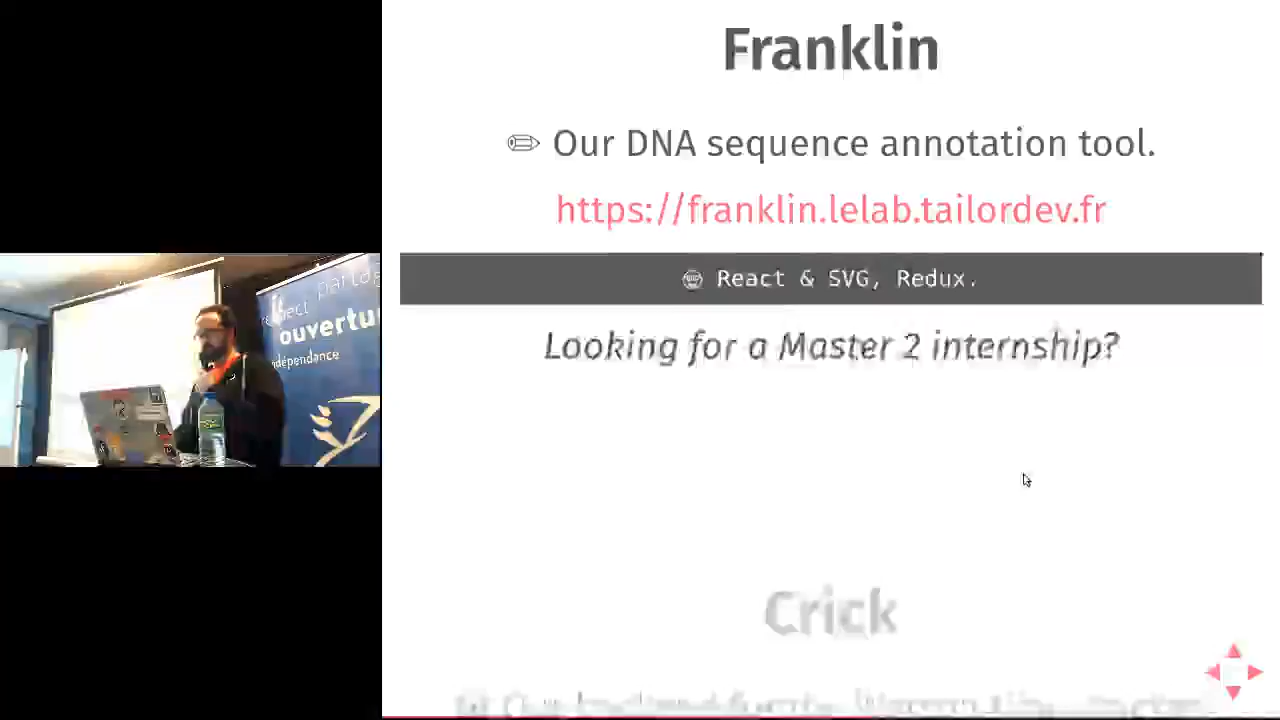 Franklin
✏ Our DNA sequence annotation tool.
https://franklin.lelab.tailordev.fr
🤓 React & SVG, Redux.
Looking for a Master 2 internship?
Crick
ouvertu
indépendance